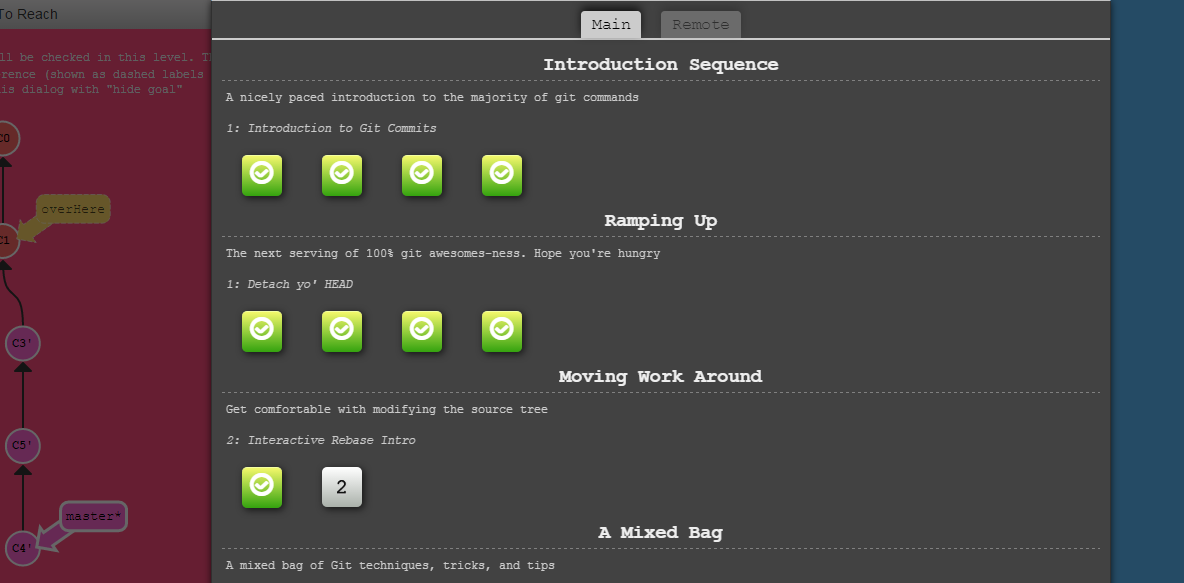 To Reach
ll be checked in this level. T
rence (shown as dashed labels
is dialog with "hide goal"
C0
overHere
C1
C3'
C5'
master*
C4'
Main
Remote
Introduction Sequence
A nicely paced introduction to the majority of git commands
1: Introduction to Git Commits
Ramping Up
The next serving of 100% git awesomes-ness. Hope you're hungry
1: Detach yo' HEAD
Moving Work Around
Get comfortable with modifying the source tree
2: Interactive Rebase Intro
2
A Mixed Bag
A mixed bag of Git techniques, tricks, and tips